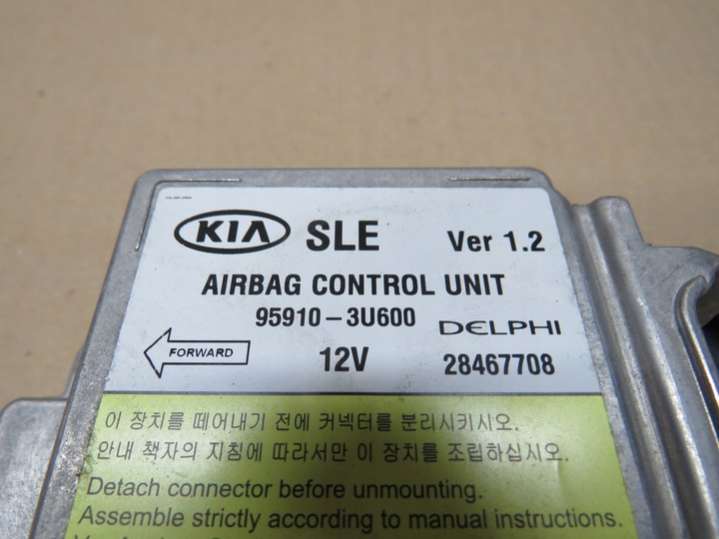 KIA SLE Ver 1.2
AIRBAG CONTROL UNIT
95910-3U600 DELPHI
FORWARD 12V 28467708
이 장치를 떼어내기 전에 커넥터를 분리시키시오.
안내 책자의 지침에 따라서만 이 장치를 조립하십시오.
Detach connector before unmounting.
Assemble strictly according to manual instructions.